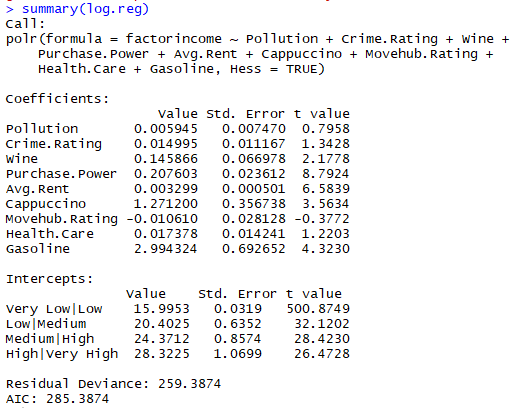 > summary(log.reg)
Call:
polr(formula = factorincome ~ Pollution + Crime.Rating + Wine +
    Purchase.Power + Avg.Rent + Cappuccino + Movehub.Rating +
    Health.Care + Gasoline, Hess = TRUE)

Coefficients:
                   Value Std. Error t value
Pollution       0.005945   0.007470  0.7958
Crime.Rating    0.014995   0.011167  1.3428
Wine            0.145866   0.066978  2.1778
Purchase.Power  0.207603   0.023612  8.7924
Avg.Rent        0.003299   0.000501  6.5839
Cappuccino      1.271200   0.356738  3.5634
Movehub.Rating -0.010610   0.028128 -0.3772
Health.Care     0.017378   0.014241  1.2203
Gasoline        2.994324   0.692652  4.3230

Intercepts:
               Value    Std. Error t value
Very Low|Low    15.9953   0.0319  500.8749
Low|Medium      20.4025   0.6352   32.1202
Medium|High     24.3712   0.8574   28.4230
High|Very High  28.3225   1.0699   26.4728

Residual Deviance: 259.3874
AIC: 285.3874